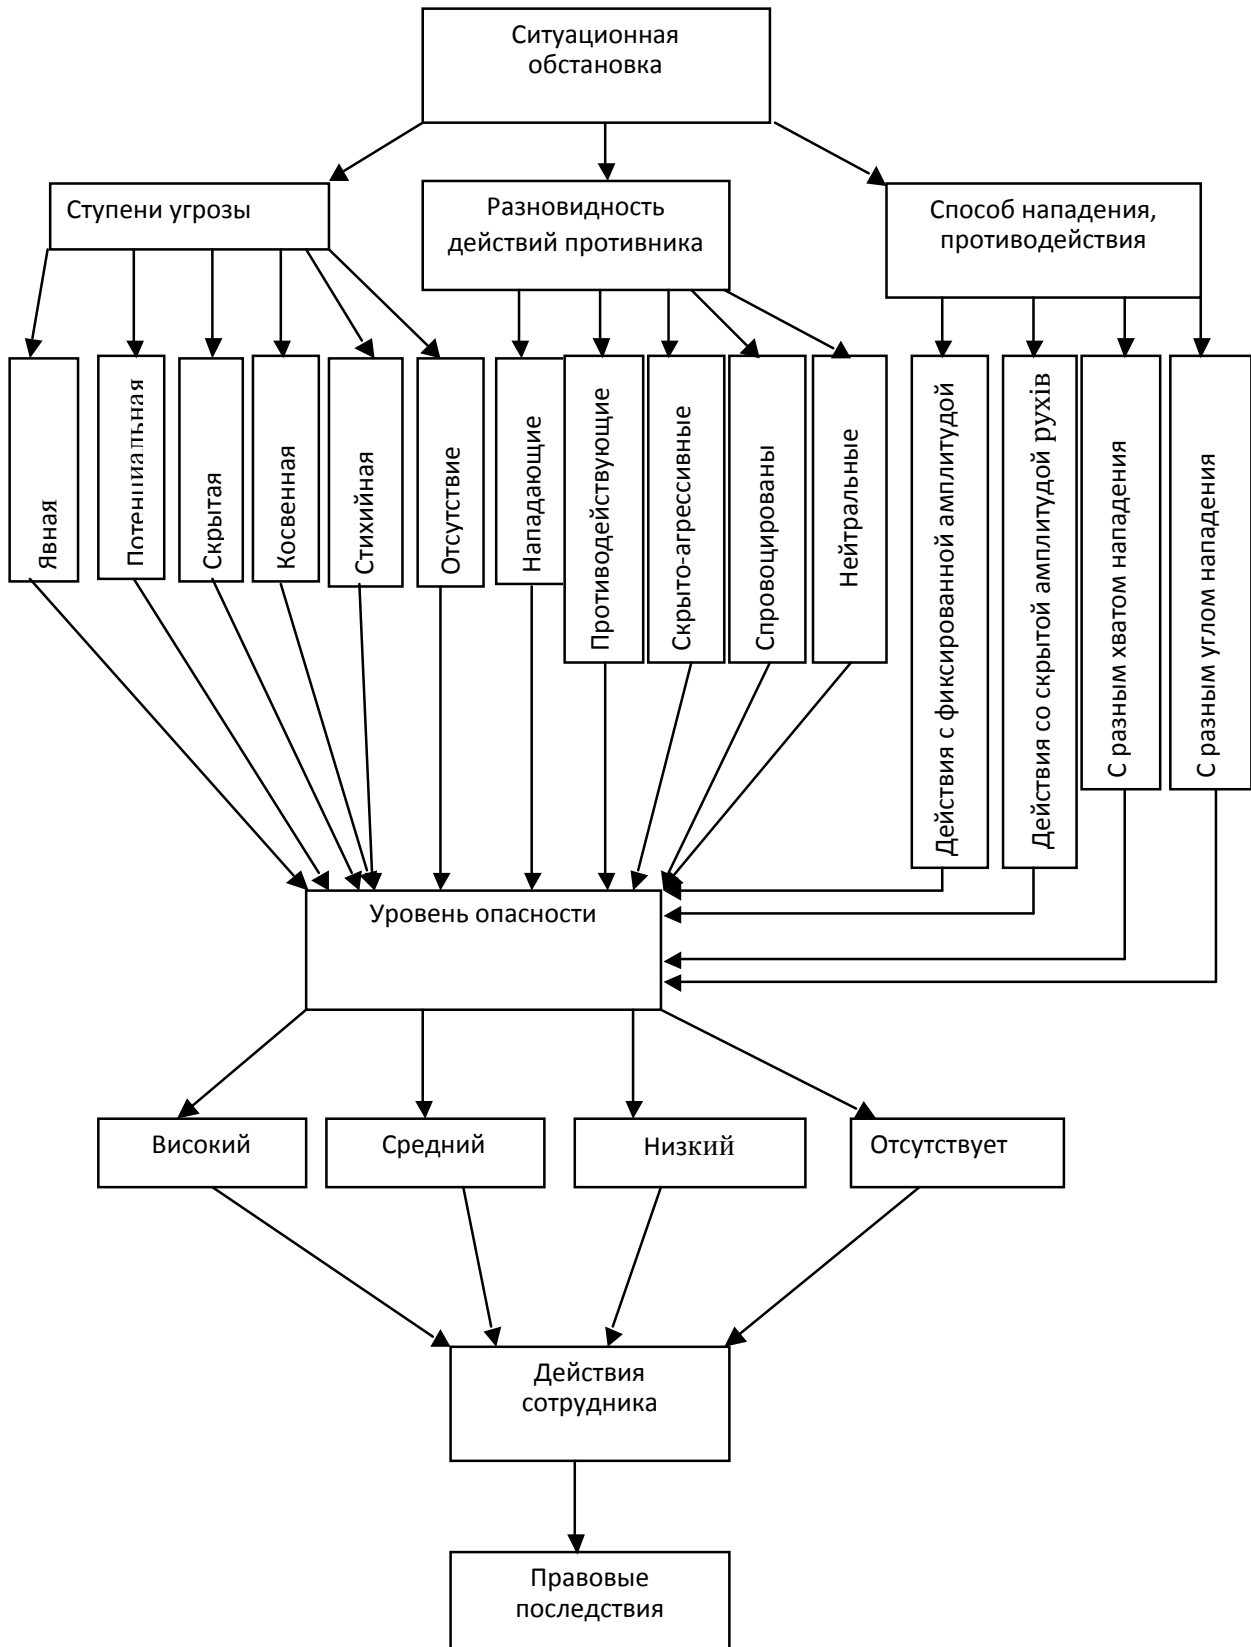 Ситуационная
обстановка
Ступени угрозы
Разновидность
действий противника
Способ нападения,
противодействия
Явная
Потенциальная
Скрытая
Косвенная
Стихийная
Отсутствие
Нападающие
Противодействующие
Скрыто-агрессивные
Спровоцированы
Нейтральные
Действия с фиксированной амплитудой
Действия со скрытой амплитудой рухів
С разным хватом нападения
С разным углом нападения
Уровень опасности
Високий
Средний
Низкий
Отсутствует
Действия
сотрудника
Правовые
последствия